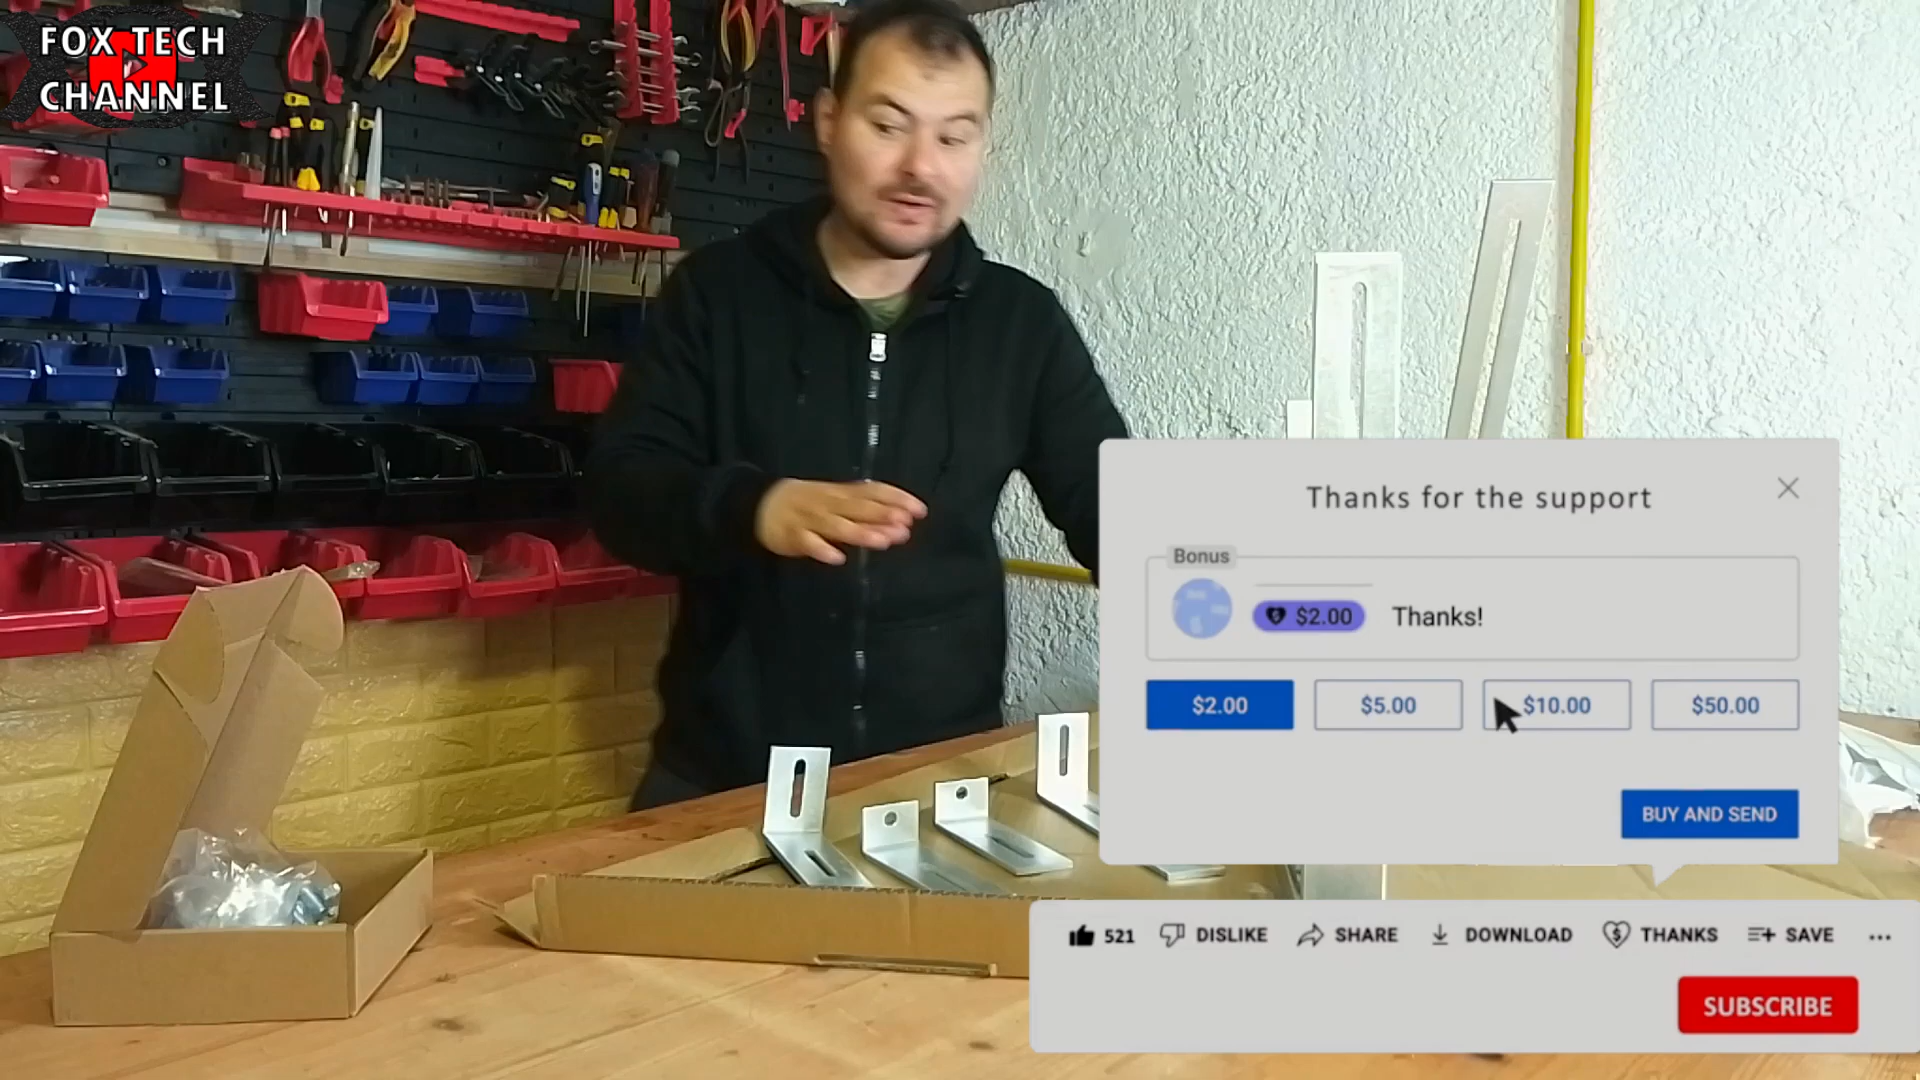 FOX TECH
CHANNEL
Thanks for the support
Bonus
$2.00 Thanks!
$2.00 $5.00 $10.00 $50.00
BUY AND SEND
521 DISLIKE SHARE DOWNLOAD THANKS SAVE
SUBSCRIBE